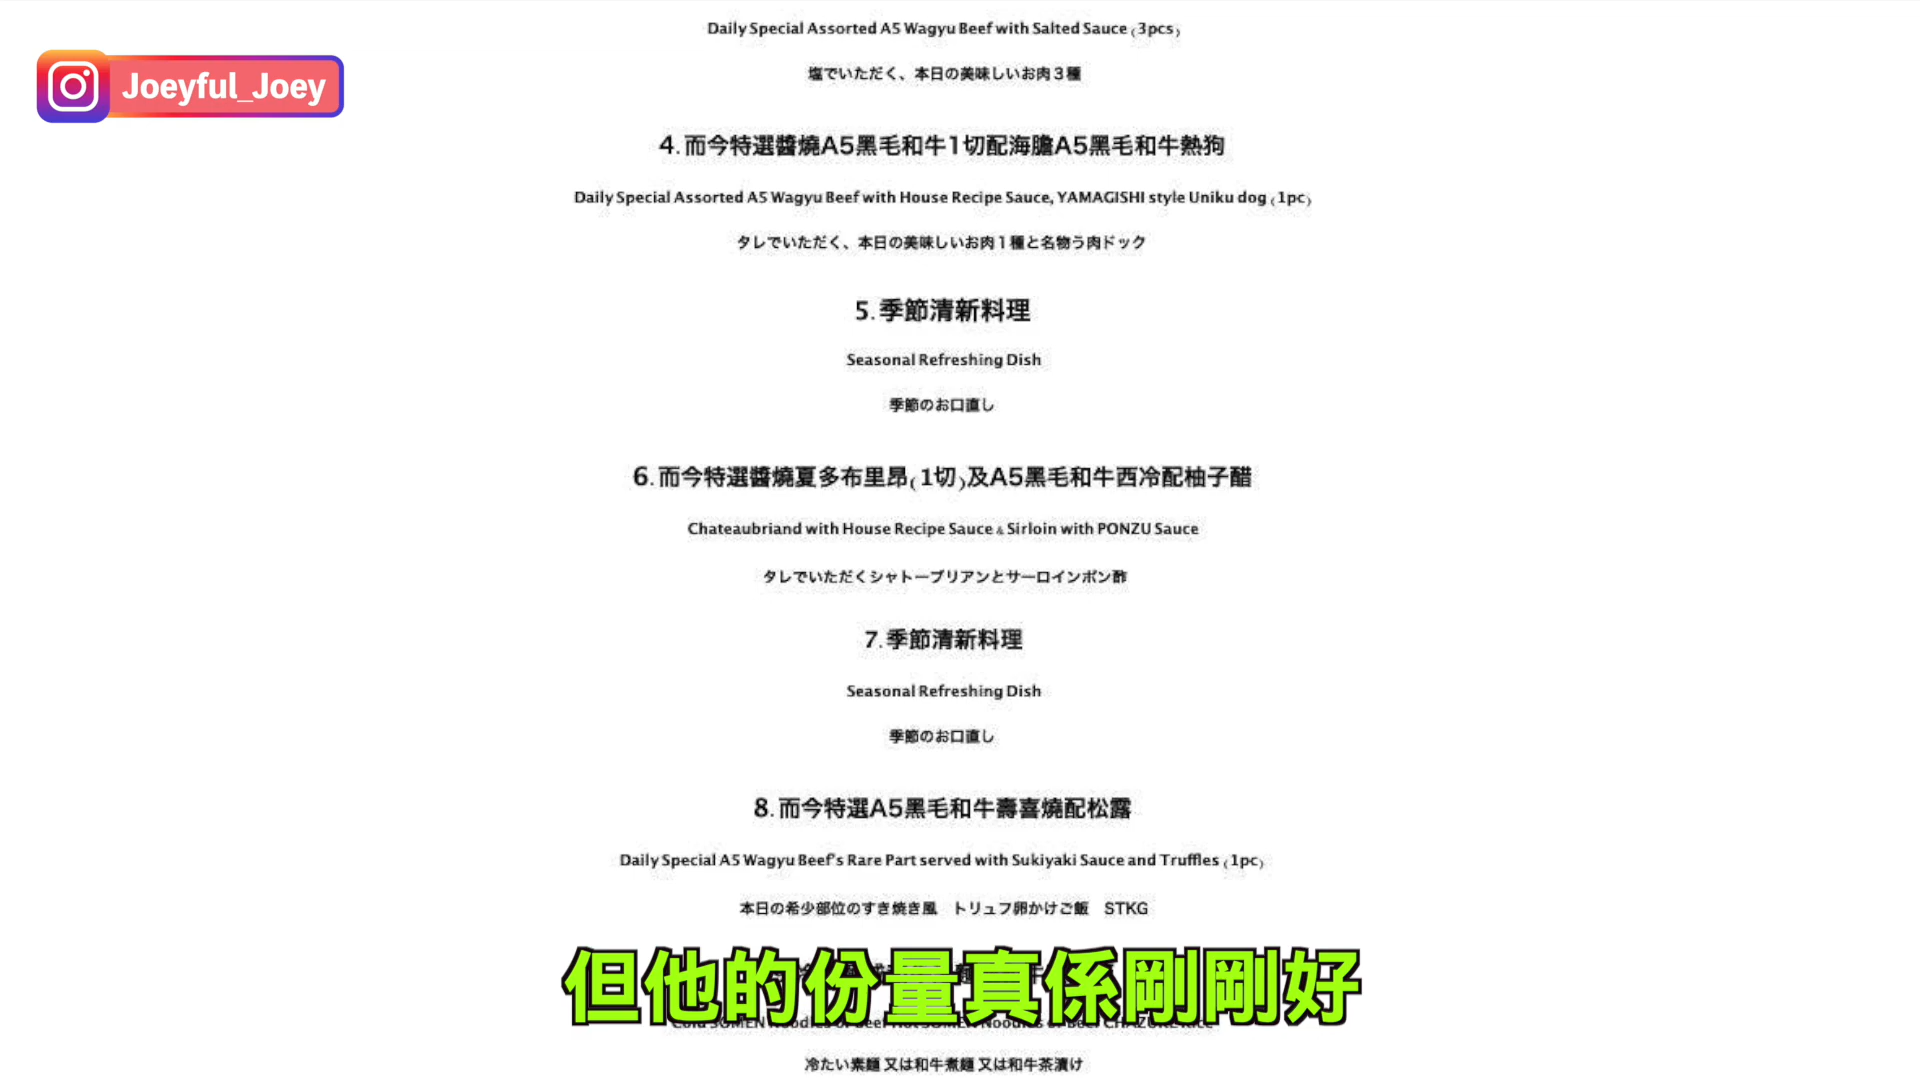 Daily Special Assorted A5 Wagyu Beef with Salted Sauce (3pcs)
Joeyful_Joey
塩でいただく、本日の美味しいお肉3種
4.而今特選醬燒A5黑毛和牛1切配海膽A5黑毛和牛熱狗
Daily Special Assorted A5 Wagyu Beef with House Recipe Sauce, YAMAGISHI style Uniku dog (1pc)
タレでいただく、本日の美味しいお肉1種と名物う肉ドック
5.季節清新料理
Seasonal Refreshing Dish
季節のお口直し
6.而今特選醬燒夏多布里昂(1切)及A5黑毛和牛西冷配柚子醋
Chateaubriand with House Recipe Sauce & Sirloin with PONZU Sauce
タレでいただくシャトーブリアンとサーロインポン酢
7.季節清新料理
Seasonal Refreshing Dish
季節のお口直し
8.而今特選A5黑毛和牛壽喜燒配松露
Daily Special A5 Wagyu Beef's Rare Part served with Sukiyaki Sauce and Truffles (1pc)
本日の希少部位のすき焼き風 トリュフ卵かけご飯 STKG
但他的份量真係剛剛好
冷たい素麺 又は和牛煮麺 又は和牛茶漬け